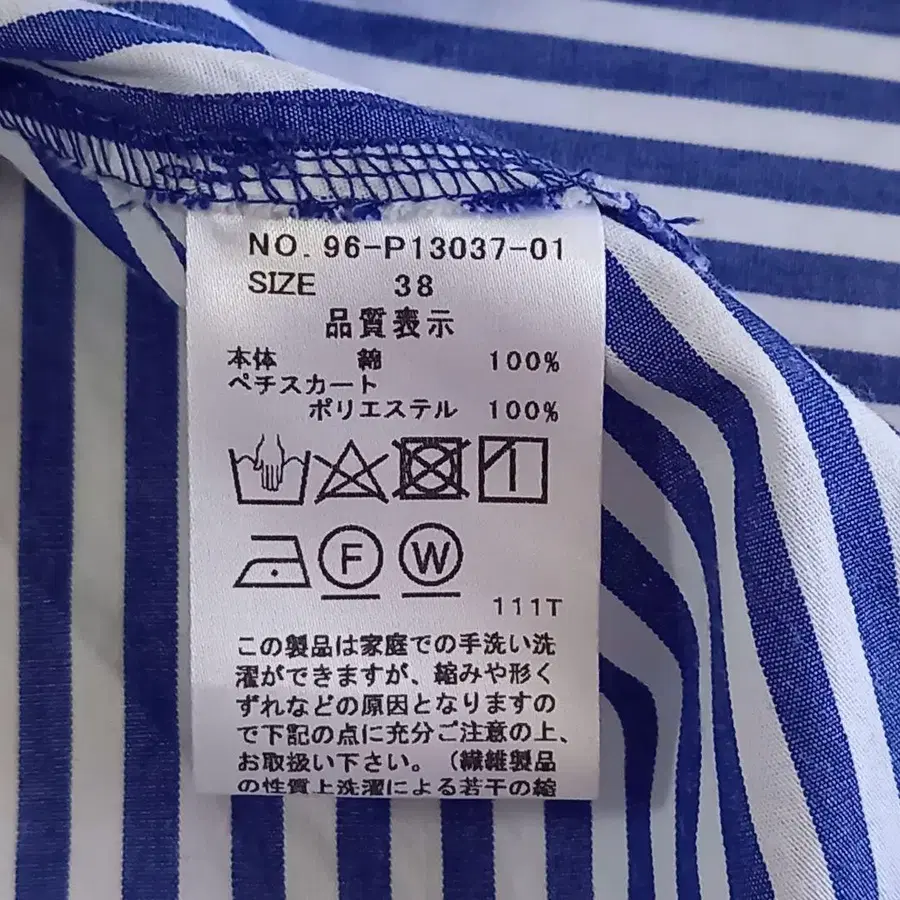 NO. 96-P13037-01
SIZE 38
品質表示
本体 綿 100%
ペチスカート
ポリエステル 100%
F W
111T
この製品は家庭での手洗い洗
濯ができますが、縮みや形く
ずれなどの原因となりますの
で下記の点に充分ご注意の上、
お取扱い下さい。（繊維製品
の性質上洗濯による若干の縮